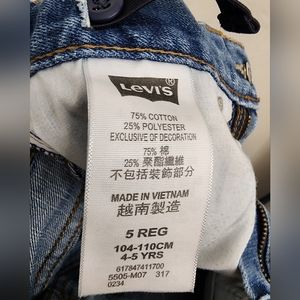 LEVI'S
75% COTTON
25% POLYESTER
EXCLUSIVE OF DECORATION
75% 棉
25% 聚酯纖維
不包括裝飾部分
MADE IN VIETNAM
越南製造
5 REG
104-110CM
4-5 YRS
617847411700
5505-M07 317
0234